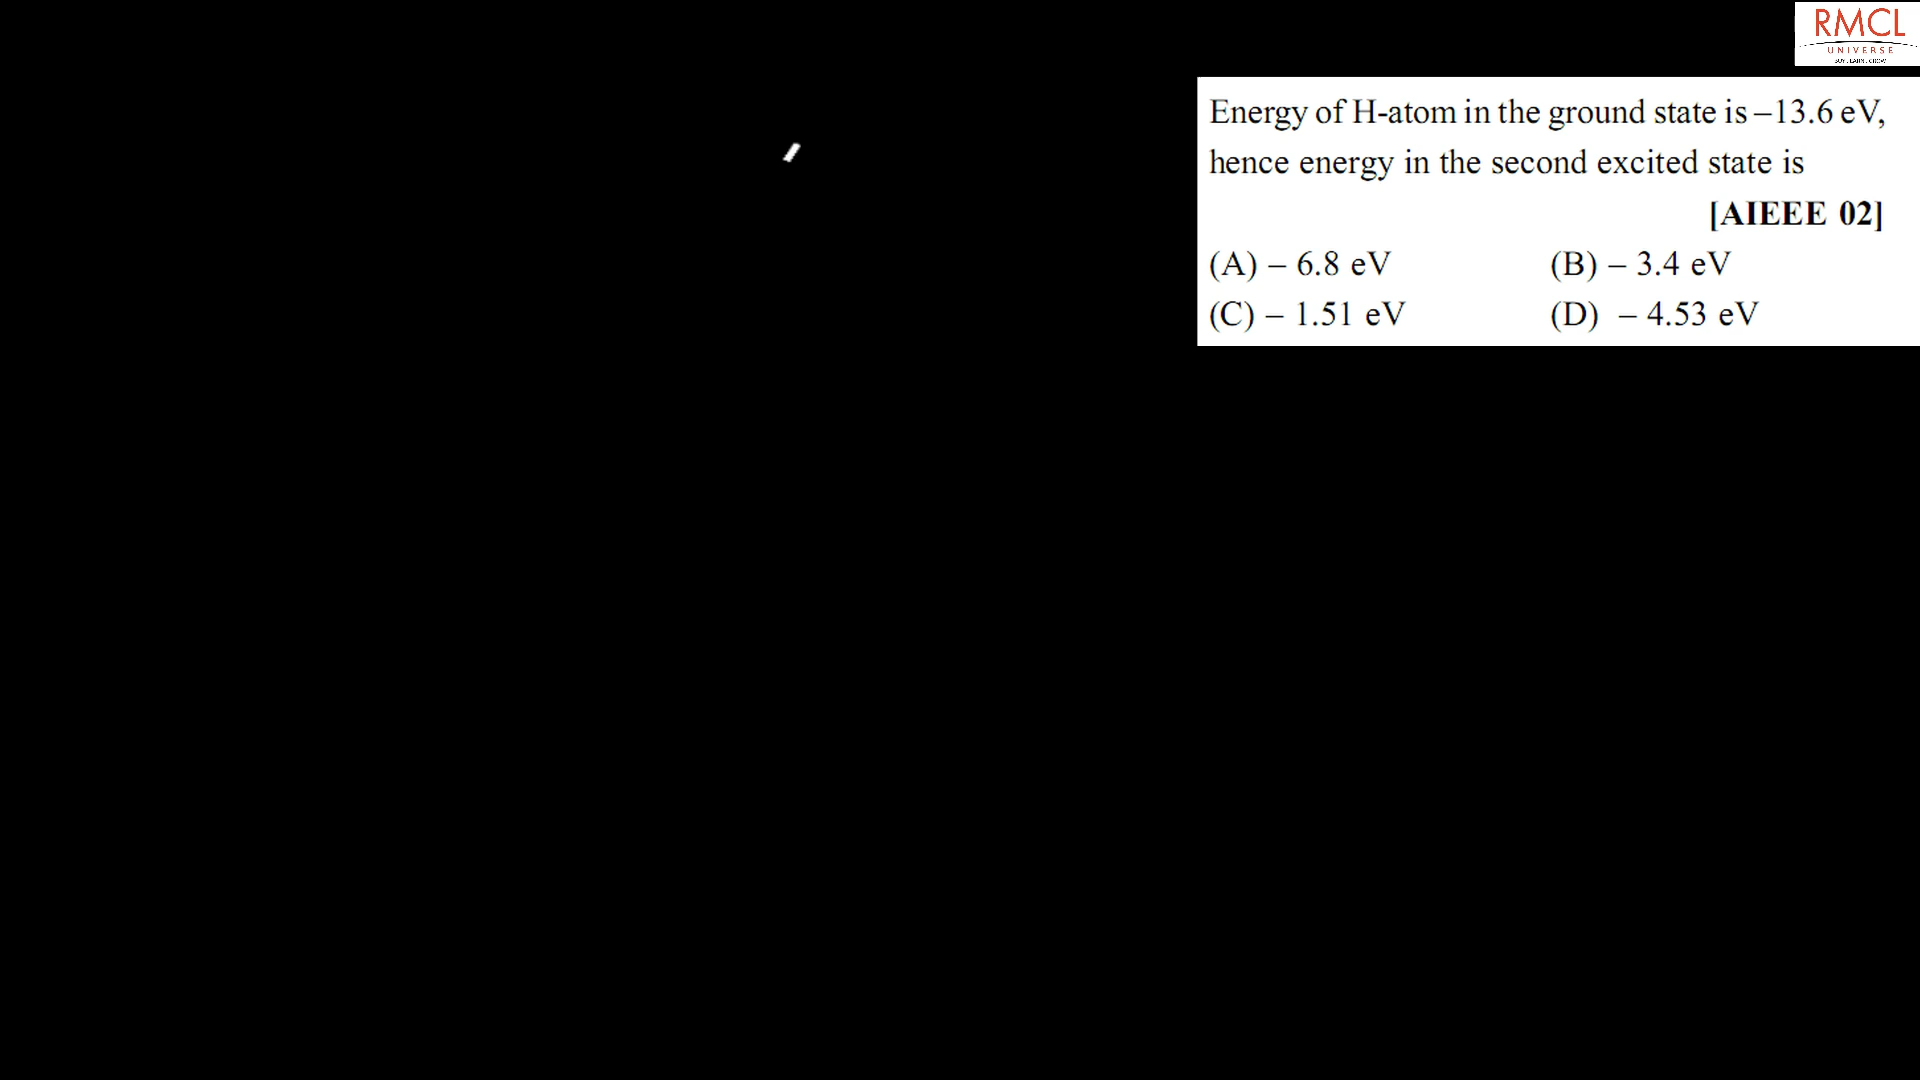 RMCL
UNIVERSE
Energy of H-atom in the ground state is –13.6 eV,
hence energy in the second excited state is
[AIEEE 02]
(A) – 6.8 eV (B) – 3.4 eV
(C) – 1.51 eV (D) – 4.53 eV